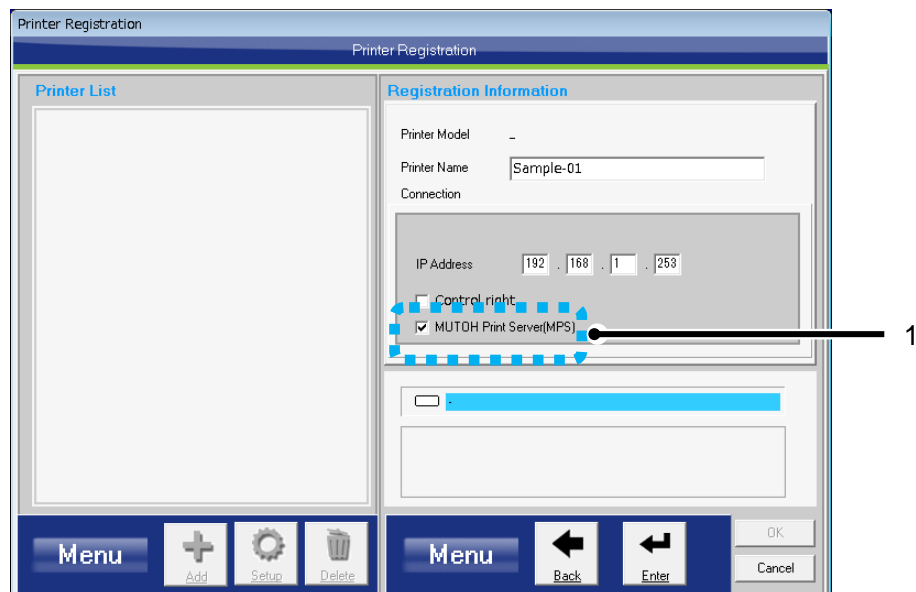 Printer Registration
Printer Registration
Printer List
Registration Information
Printer Model -
Printer Name Sample-01
Connection
IP Address 192 . 168 . 1 . 253
Control right
MUTOH Print Server(MPS)
1
-
Menu
Add
Setup
Delete
Menu
Back
Enter
OK
Cancel